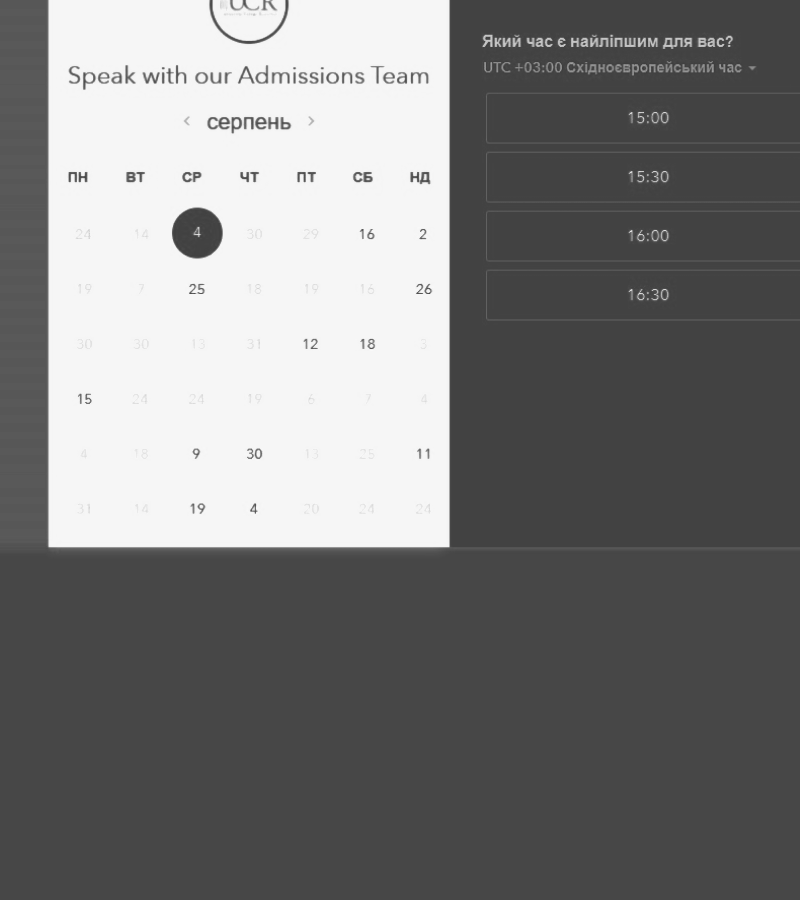 UCR
Speak with our Admissions Team
серпень
ПН ВТ СР ЧТ ПТ СБ НД
24 14 4 30 29 16 2
19 7 25 18 19 16 26
30 30 13 31 12 18 3
15 24 24 19 6 7 4
4 18 9 30 13 25 11
31 14 19 4 20 24 24
Який час є найліпшим для вас?
UTC +03:00 Східноєвропейський час
15:00
15:30
16:00
16:30